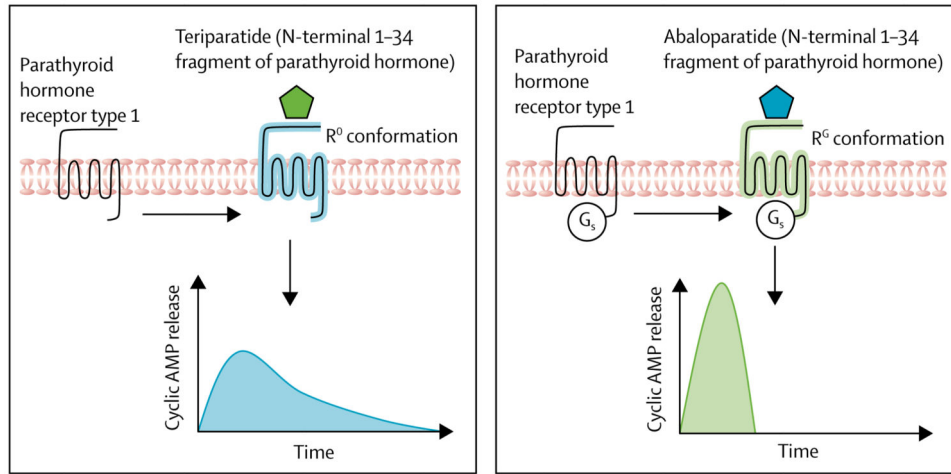 Teriparatide (N-terminal 1–34
fragment of parathyroid hormone)
Parathyroid
hormone
receptor type 1
R⁰ conformation
Cyclic AMP release
Time
Abaloparatide (N-terminal 1–34
fragment of parathyroid hormone)
Parathyroid
hormone
receptor type 1
Rᴳ conformation
Gₛ
Gₛ
Cyclic AMP release
Time